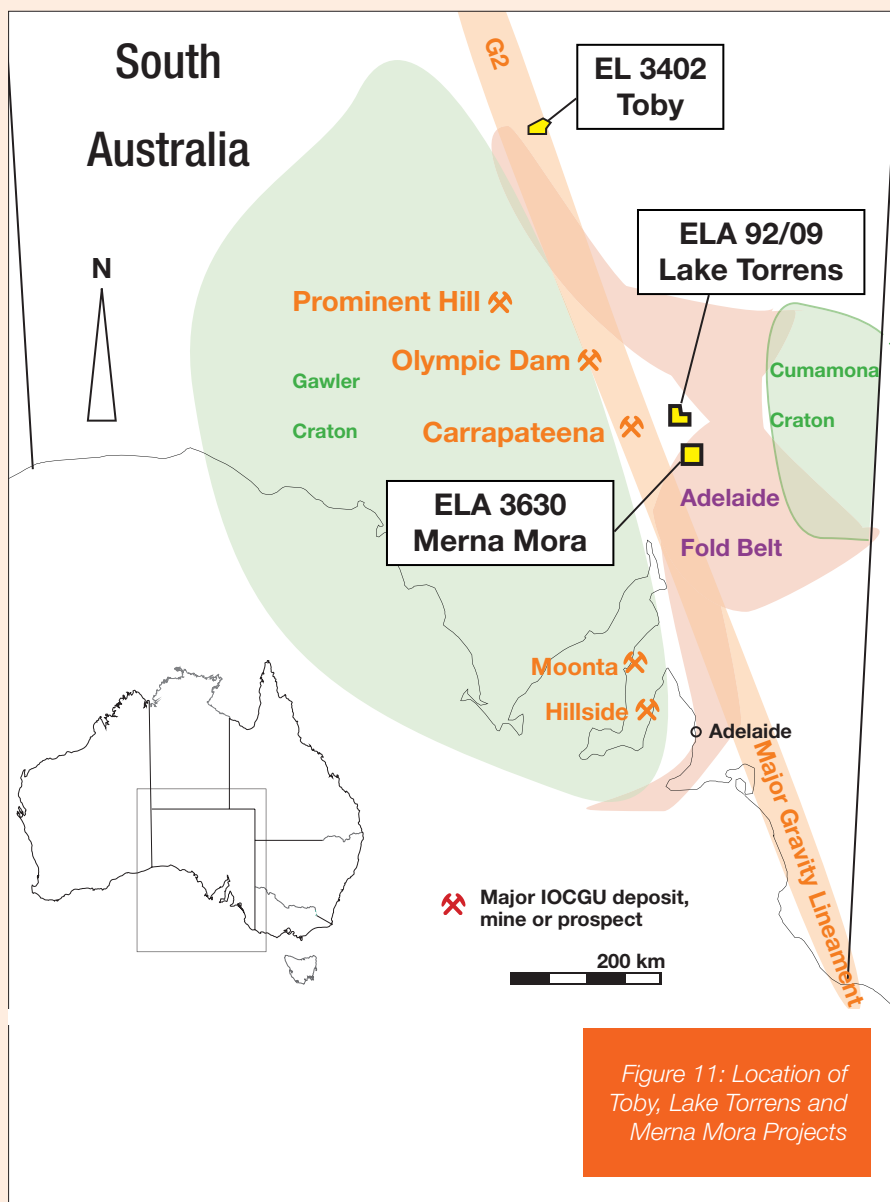 South
Australia
G2
EL 3402
Toby
ELA 92/09
Lake Torrens
N
Prominent Hill
Olympic Dam
Cumamona
Craton
Gawler
Craton
Carrapateena
ELA 3630
Merna Mora
Adelaide
Fold Belt
Moonta
Hillside
Adelaide
Major Gravity Lineament
Major IOCGU deposit,
mine or prospect
200 km
Figure 11: Location of
Toby, Lake Torrens and
Merna Mora Projects